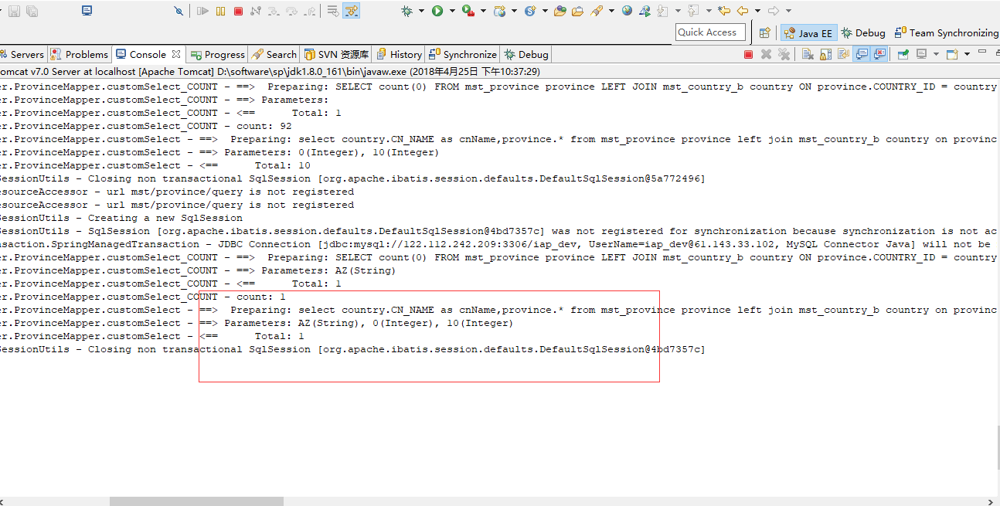 Quick Access
Java EE
Debug
Team Synchronizing
Servers
Problems
Console
Progress
Search
SVN 资源库
History
Synchronize
Debug
omcat v7.0 Server at localhost [Apache Tomcat] D:\software\sp\jdk1.8.0_161\bin\javaw.exe (2018年4月25日 下午10:37:29)
er.ProvinceMapper.customSelect_COUNT - ==>  Preparing: SELECT count(0) FROM mst_province province LEFT JOIN mst_country_b country ON province.COUNTRY_ID = country
er.ProvinceMapper.customSelect_COUNT - ==> Parameters:
er.ProvinceMapper.customSelect_COUNT - <==      Total: 1
er.ProvinceMapper.customSelect_COUNT - count: 92
er.ProvinceMapper.customSelect - ==>  Preparing: select country.CN_NAME as cnName,province.* from mst_province province left join mst_country_b country on provinc
er.ProvinceMapper.customSelect - ==> Parameters: 0(Integer), 10(Integer)
er.ProvinceMapper.customSelect - <==      Total: 10
SessionUtils - Closing non transactional SqlSession [org.apache.ibatis.session.defaults.DefaultSqlSession@5a772496]
esourceAccessor - url mst/province/query is not registered
esourceAccessor - url mst/province/query is not registered
SessionUtils - Creating a new SqlSession
SessionUtils - SqlSession [org.apache.ibatis.session.defaults.DefaultSqlSession@4bd7357c] was not registered for synchronization because synchronization is not ac
nsaction.SpringManagedTransaction - JDBC Connection [jdbc:mysql://122.112.242.209:3306/iap_dev, UserName=iap_dev@61.143.33.102, MySQL Connector Java] will not be
er.ProvinceMapper.customSelect_COUNT - ==>  Preparing: SELECT count(0) FROM mst_province province LEFT JOIN mst_country_b country ON province.COUNTRY_ID = country
er.ProvinceMapper.customSelect_COUNT - ==> Parameters: AZ(String)
er.ProvinceMapper.customSelect_COUNT - <==      Total: 1
er.ProvinceMapper.customSelect_COUNT - count: 1
er.ProvinceMapper.customSelect - ==>  Preparing: select country.CN_NAME as cnName,province.* from mst_province province left join mst_country_b country on provinc
er.ProvinceMapper.customSelect - ==> Parameters: AZ(String), 0(Integer), 10(Integer)
er.ProvinceMapper.customSelect - <==      Total: 1
SessionUtils - Closing non transactional SqlSession [org.apache.ibatis.session.defaults.DefaultSqlSession@4bd7357c]